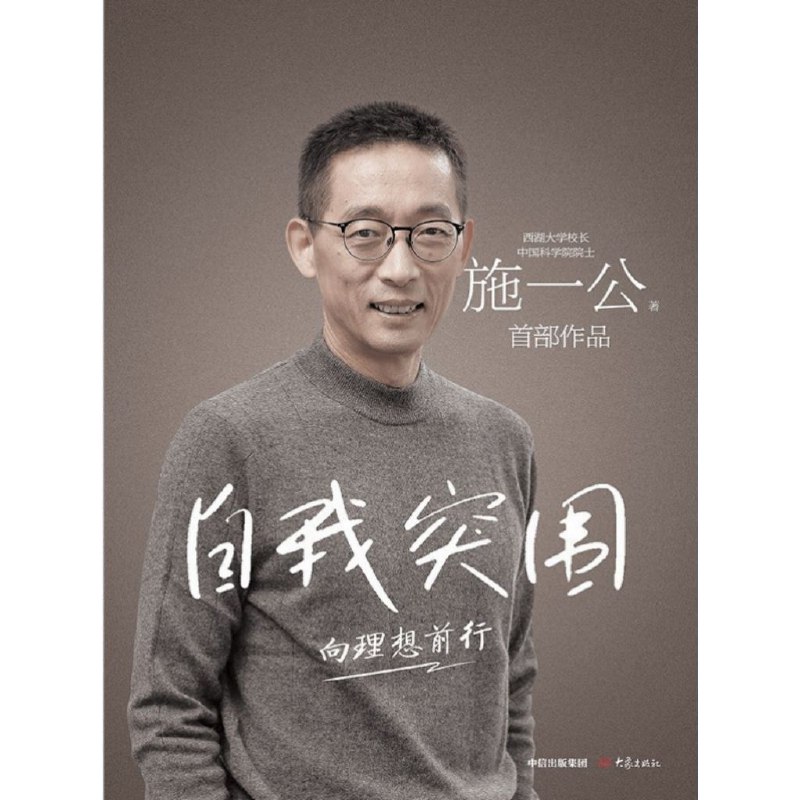 西湖大学校长
中国科学院院士
施一公 著
首部作品
自我突围
向理想前行
中信出版集团 大象出版社